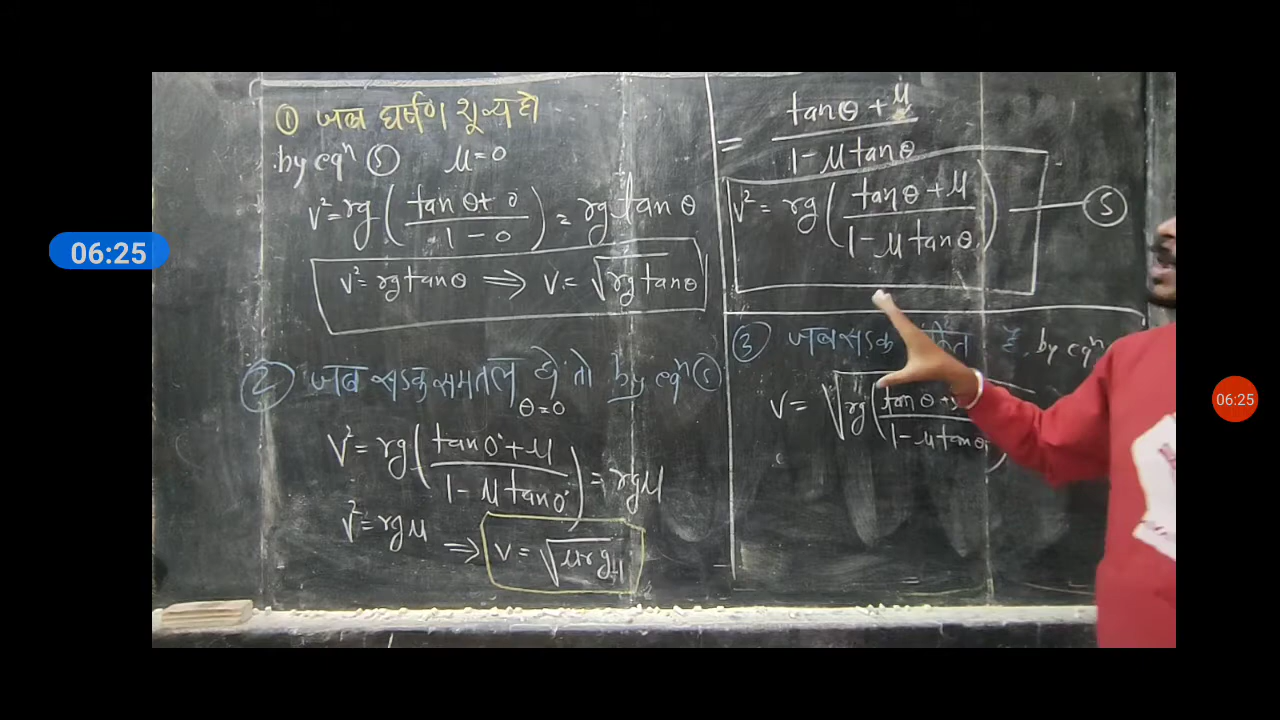 ① जब घर्षण शून्य हो
by eqⁿ ⑤ μ=0
v² = rg( (tanθ + 0) / (1 - 0) ) = rg tanθ
v² = rg tanθ ⟹ v = √(rg tanθ)
② जब सड़क समतल हो तो by eqⁿ ⑤
θ=0
v² = rg( (tan0° + μ) / (1 - μ tan0°) ) = rgμ
v² = rgμ ⟹ v = √(μrg)
= (tanθ + μ) / (1 - μ tanθ)
v² = rg( (tanθ + μ) / (1 - μ tanθ) ) — ⑤
③ जब सड़क है, by eqⁿ
v = √(rg( (tanθ + / (1 - μ tanθ) )
06:25
06:25